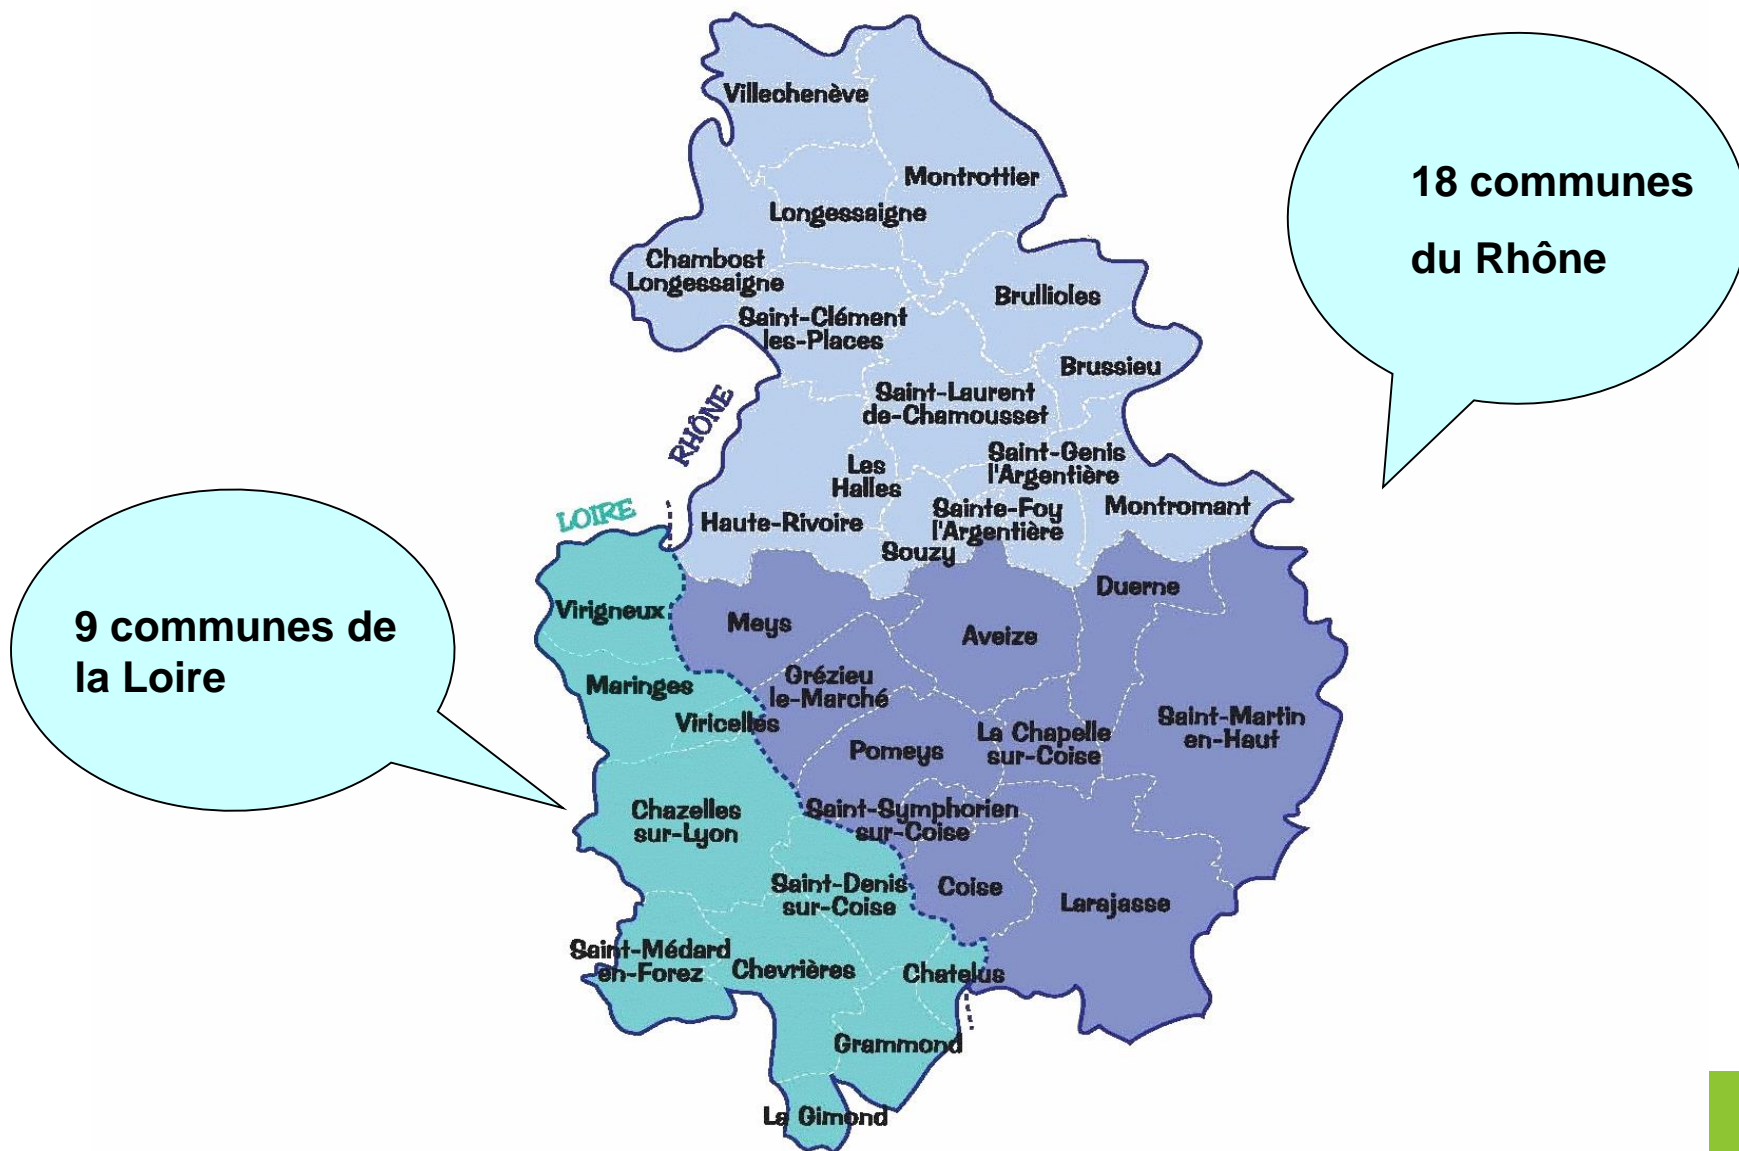 Villechenève
Montrottier
Longessaigne
Chambost
Longessaigne
Brullioles
Saint-Clément
les-Places
Brussieu
Saint-Laurent
de-Chamousset
RHÔNE
Saint-Genis
l'Argentière
Les
Halles
Montromant
Sainte-Foy
l'Argentière
Haute-Rivoire
Souzy
LOIRE
18 communes
du Rhône
9 communes de
la Loire
Duerne
Virigneux
Meys
Aveize
Maringes
Grézieu
le-Marché
Viricelles
Saint-Martin
en-Haut
La Chapelle
sur-Coise
Pomeys
Chazelles
sur-Lyon
Saint-Symphorien
sur-Coise
Saint-Denis
sur-Coise
Coise
Larajasse
Saint-Médard
en-Forez
Chevrières
Chatelus
Grammond
La Gimond